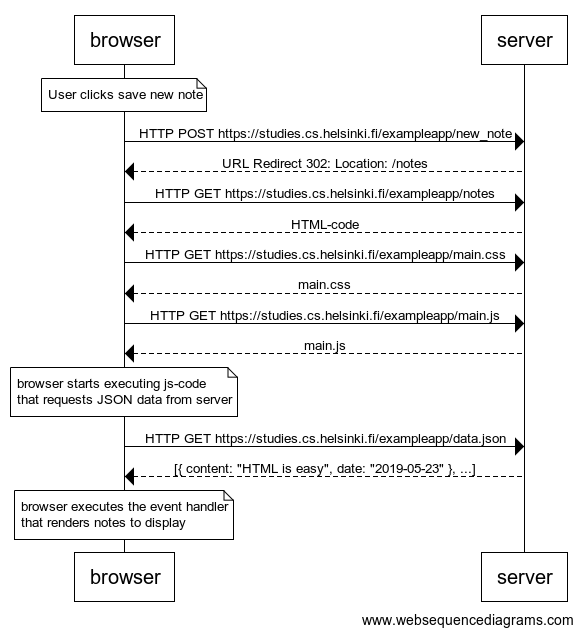 browser server
User clicks save new note
HTTP POST https://studies.cs.helsinki.fi/exampleapp/new_note
URL Redirect 302: Location: /notes
HTTP GET https://studies.cs.helsinki.fi/exampleapp/notes
HTML-code
HTTP GET https://studies.cs.helsinki.fi/exampleapp/main.css
main.css
HTTP GET https://studies.cs.helsinki.fi/exampleapp/main.js
main.js
browser starts executing js-code
that requests JSON data from server
HTTP GET https://studies.cs.helsinki.fi/exampleapp/data.json
[{ content: "HTML is easy", date: "2019-05-23" }, ...]
browser executes the event handler
that renders notes to display
browser server
www.websequencediagrams.com